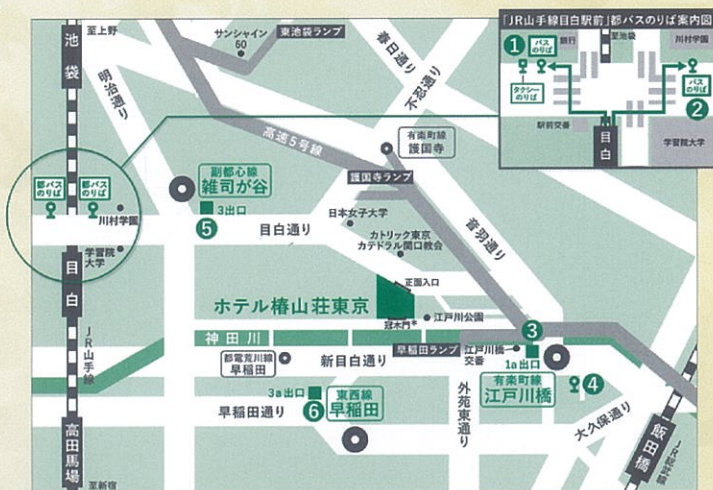 「JR山手線目白駅前」都バスのりば案内図
1
バス
のりば
銀行
至池袋
川村学園
タクシー
のりば
バス
のりば
2
駅前交番
目白
学習院大学
池袋
至上野
サンシャイン
60
東池袋ランプ
春日通り
不忍通り
明治通り
高速5号線
有楽町線
護国寺
護国寺ランプ
副都心線
雑司が谷
3出口
5
都バス
のりば
都バス
のりば
川村学園
目白通り
日本女子大学
カトリック東京
カテドラル関口教会
音羽通り
学習院
大学
目白
正面入口
ホテル椿山荘東京
冠木門*
江戸川公園
3
神田川
早稲田ランプ
江戸川橋
交番
JR山手線
都電荒川線
早稲田
新目白通り
1a出口
有楽町線
江戸川橋
4
3a出口
6
東西線
早稲田
早稲田通り
外苑東通り
大久保通り
飯田橋
高田馬場
至新宿